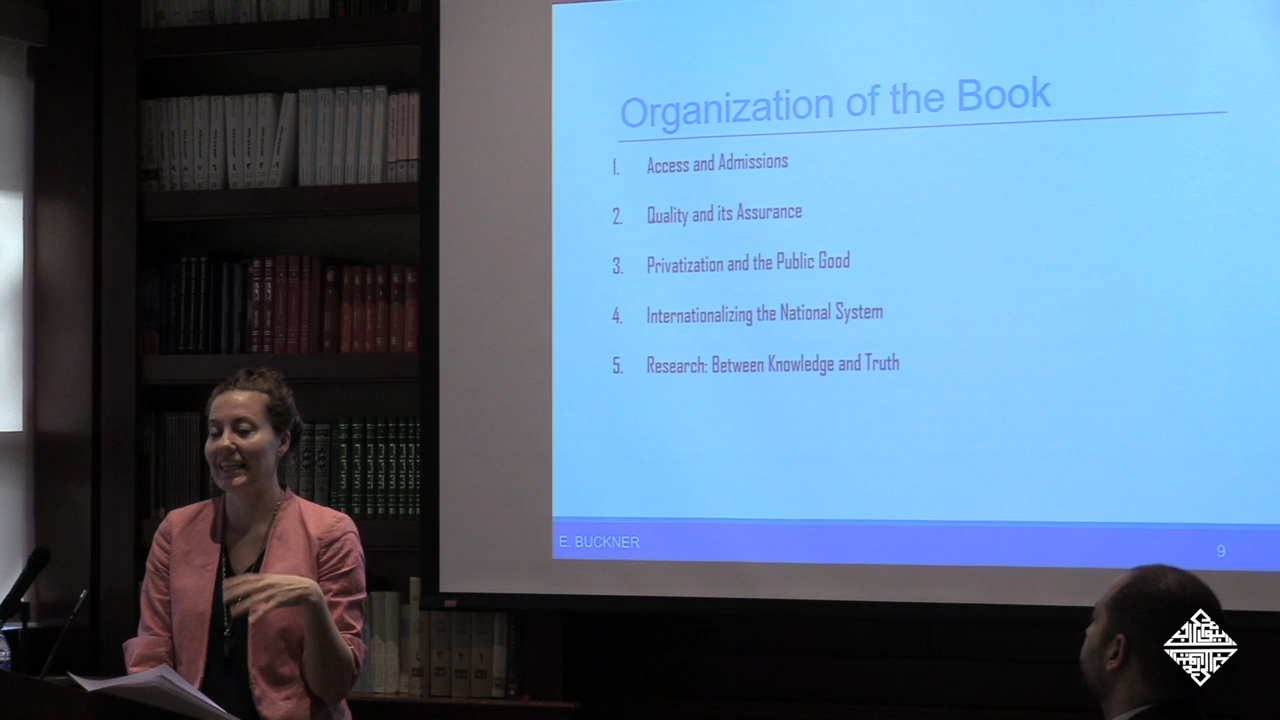 Organization of the Book
1. Access and Admissions
2. Quality and its Assurance
3. Privatization and the Public Good
4. Internationalizing the National System
5. Research: Between Knowledge and Truth
E. BUCKNER
9